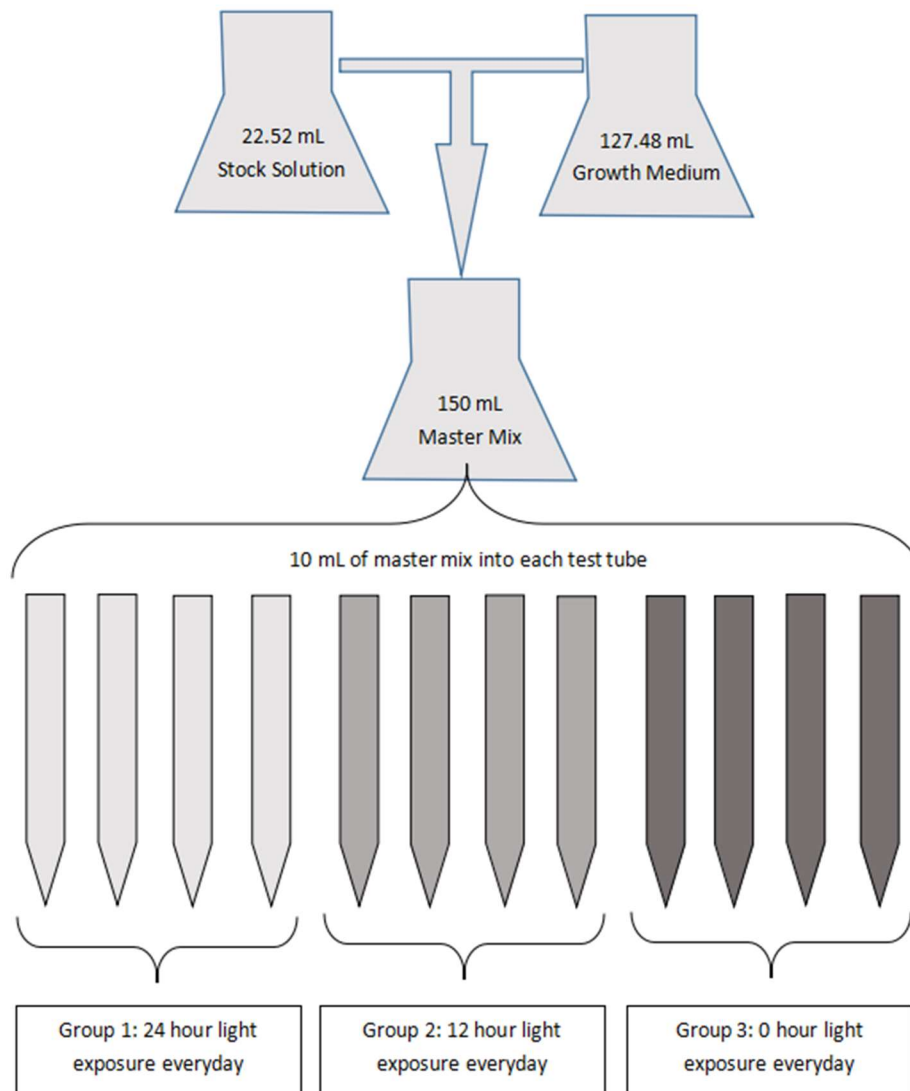 22.52 mL
Stock Solution
127.48 mL
Growth Medium
150 mL
Master Mix
10 mL of master mix into each test tube
Group 1: 24 hour light
exposure everyday
Group 2: 12 hour light
exposure everyday
Group 3: 0 hour light
exposure everyday